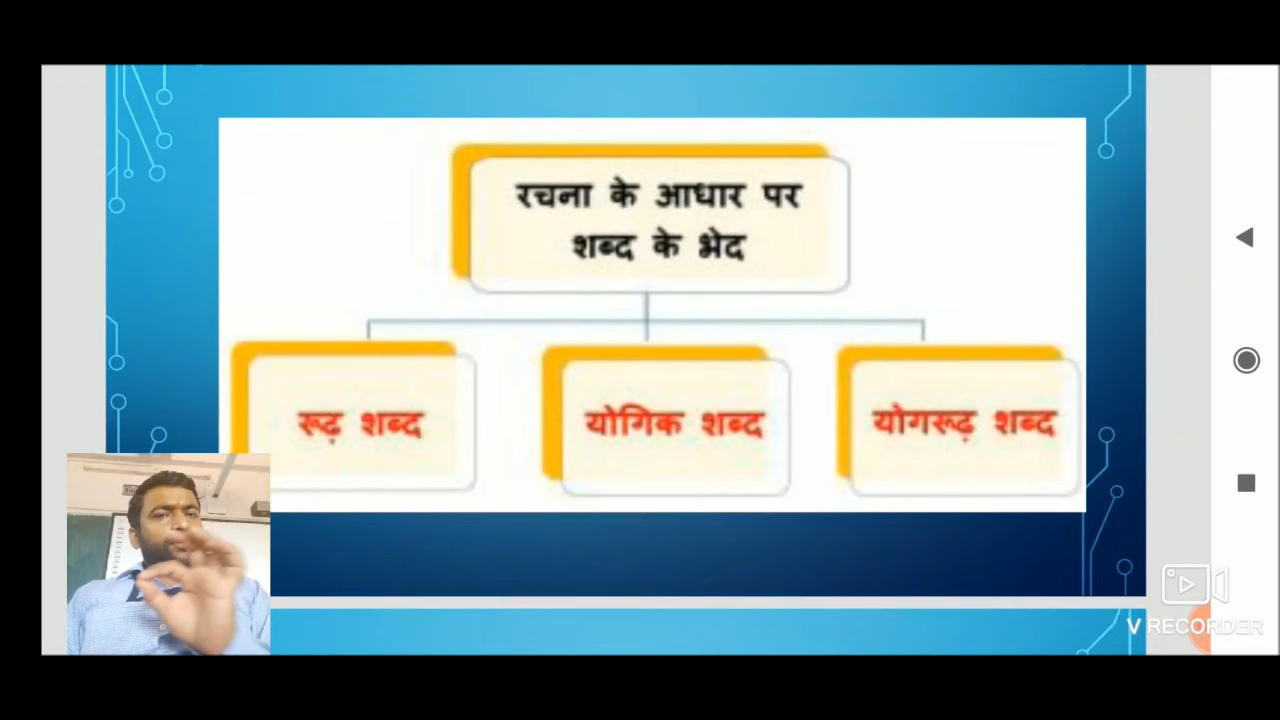 रचना के आधार पर
शब्द के भेद
रूढ़ शब्द
योगिक शब्द
योगरूढ़ शब्द
V RECORDER